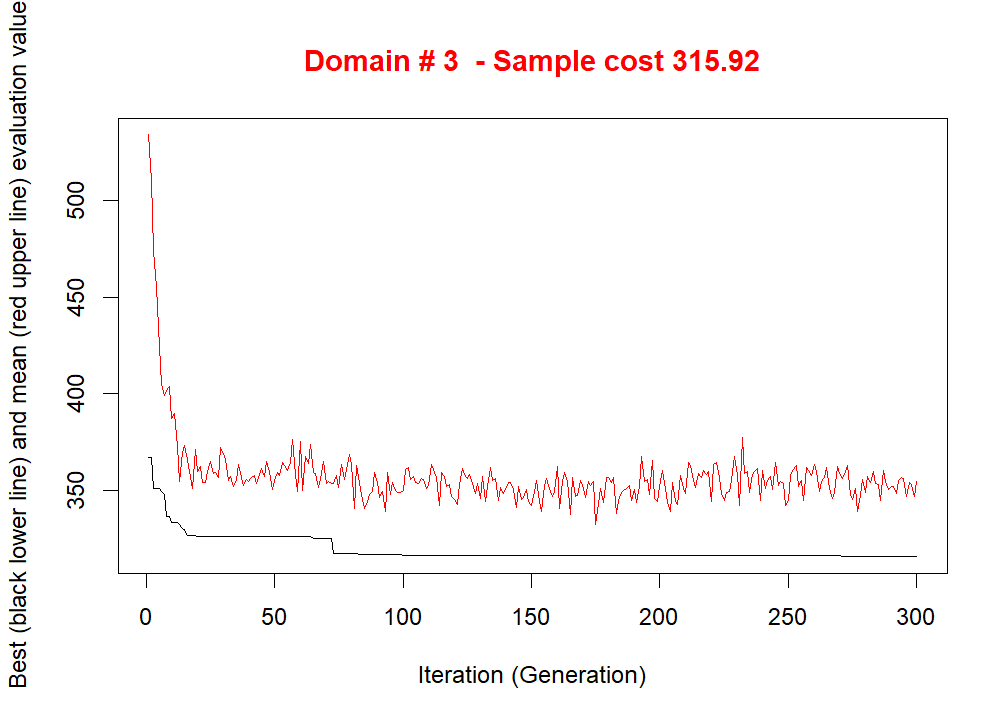 Domain # 3  - Sample cost 315.92
Best (black lower line) and mean (red upper line) evaluation value
500
450
400
350
0 50 100 150 200 250 300
Iteration (Generation)